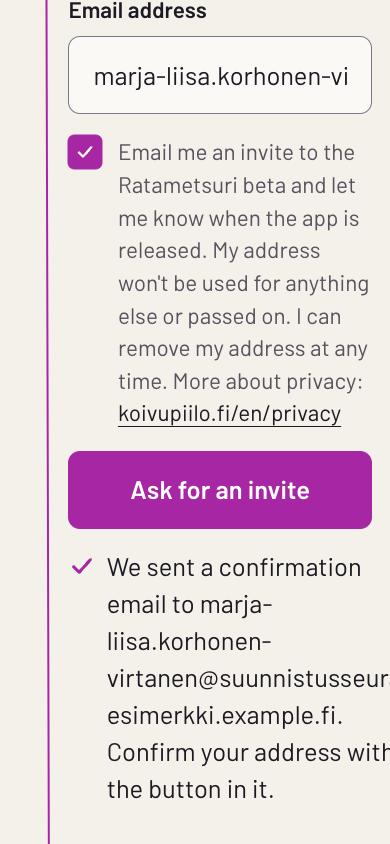 Email address
marja-liisa.korhonen-vi
Email me an invite to the
Ratametsuri beta and let
me know when the app is
released. My address
won't be used for anything
else or passed on. I can
remove my address at any
time. More about privacy:
koivupiilo.fi/en/privacy
Ask for an invite
We sent a confirmation
email to marja-
liisa.korhonen-
virtanen@suunnistusseura
esimerkki.example.fi.
Confirm your address with
the button in it.